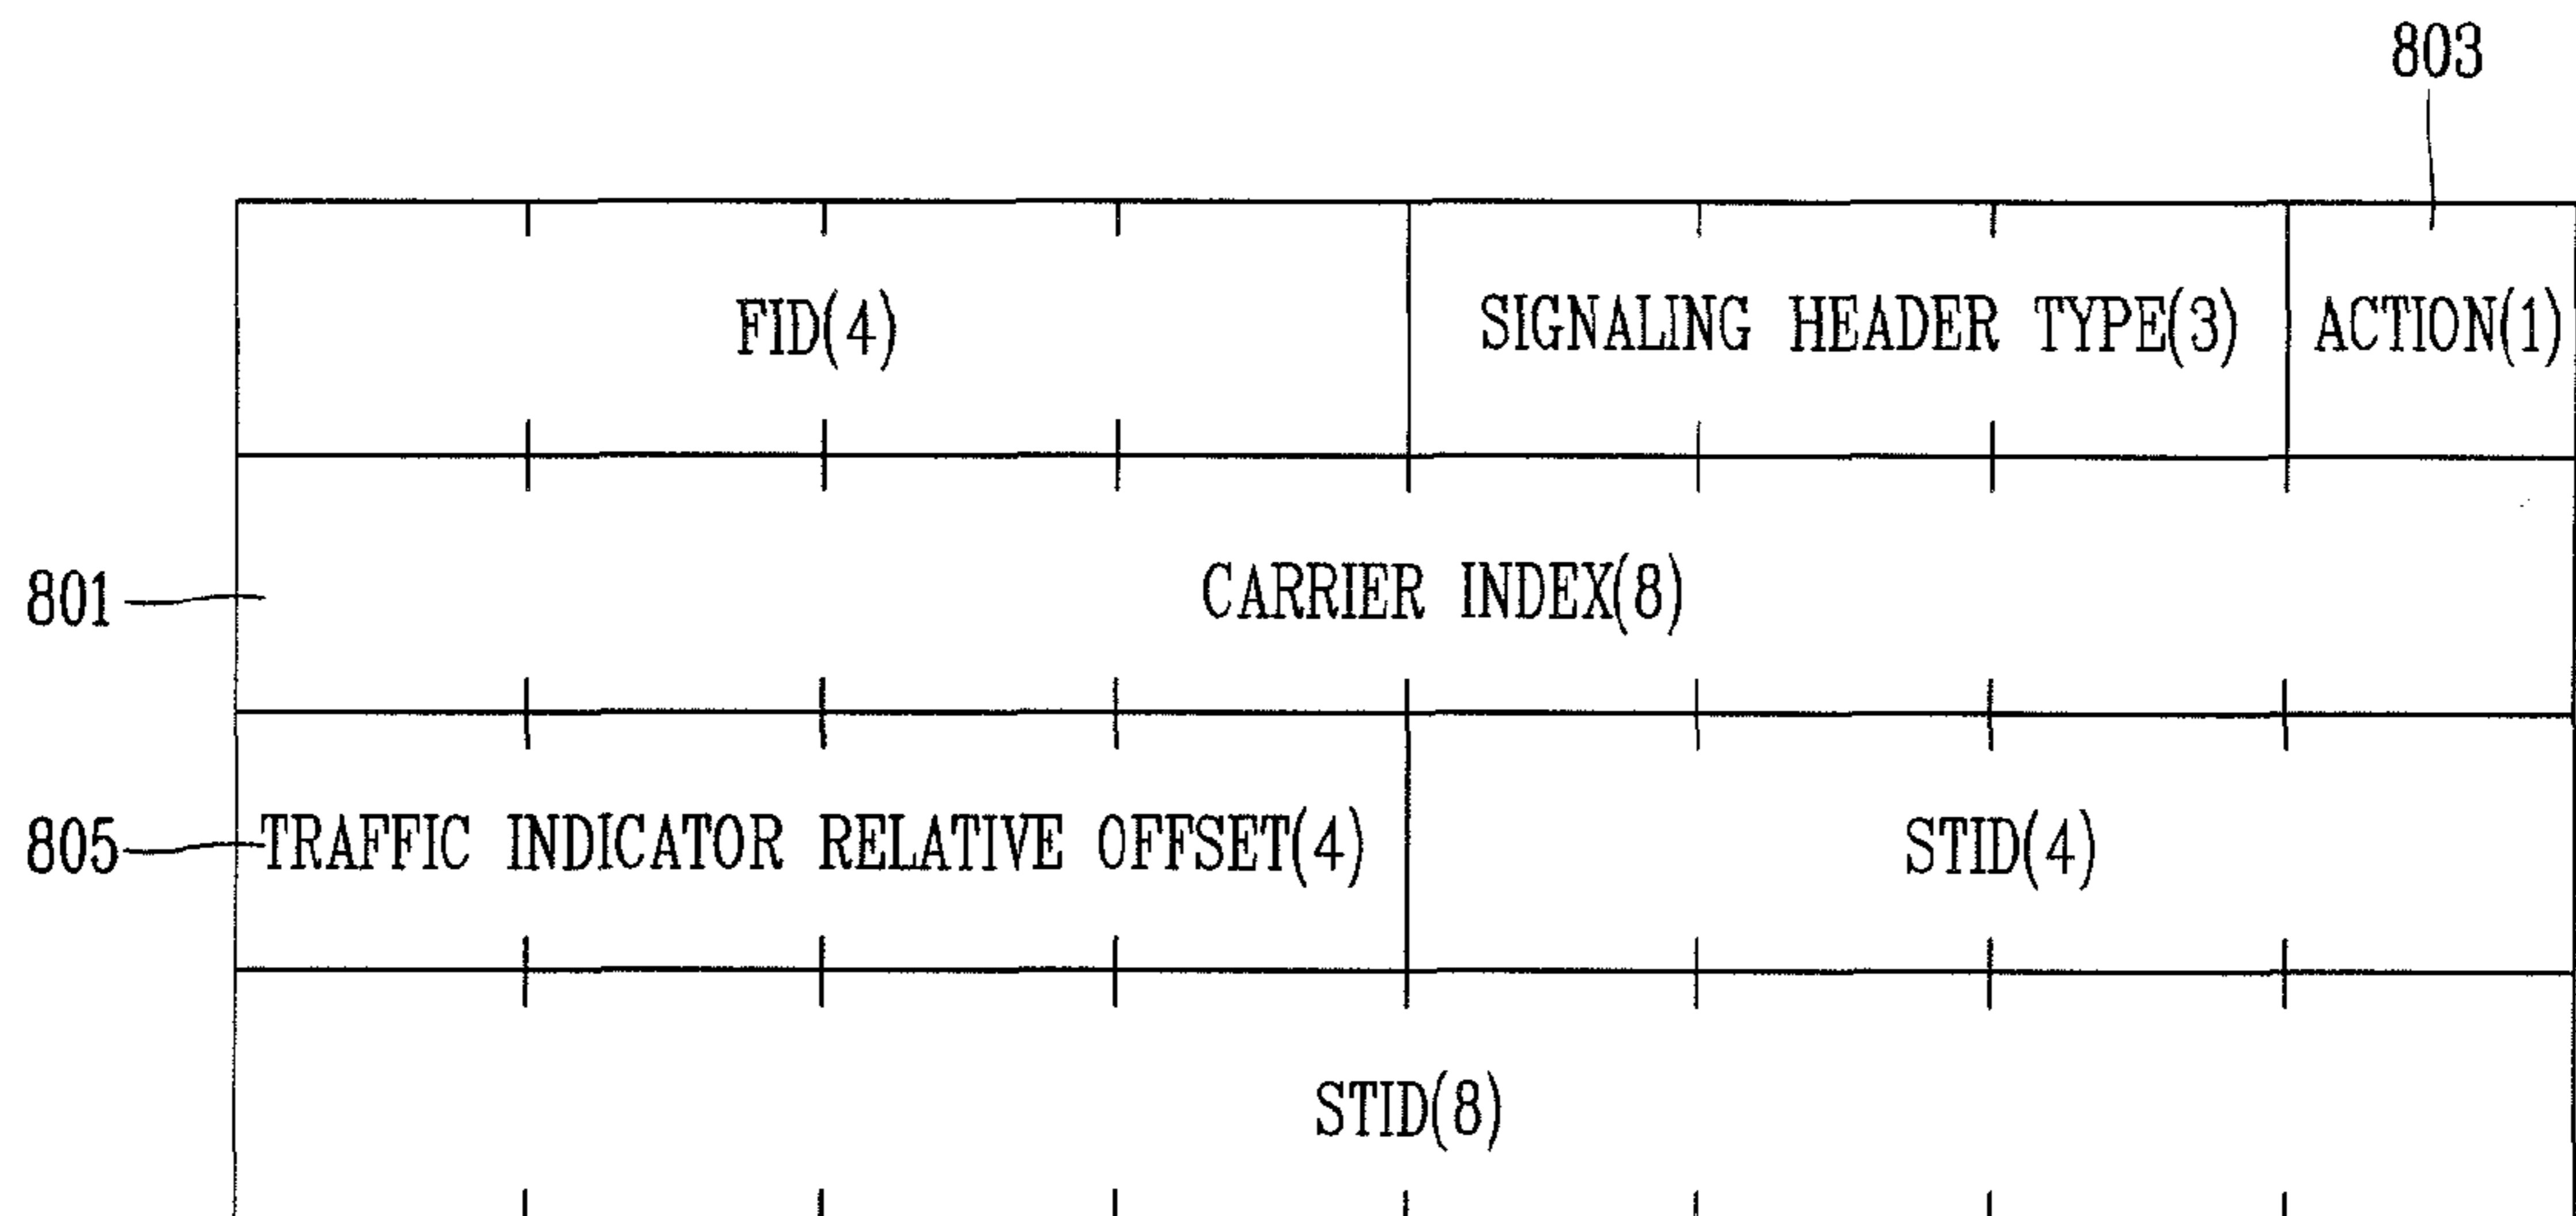 803
FID(4) SIGNALING HEADER TYPE(3) ACTION(1)
801 CARRIER INDEX(8)
805 TRAFFIC INDICATOR RELATIVE OFFSET(4) STID(4)
STID(8)